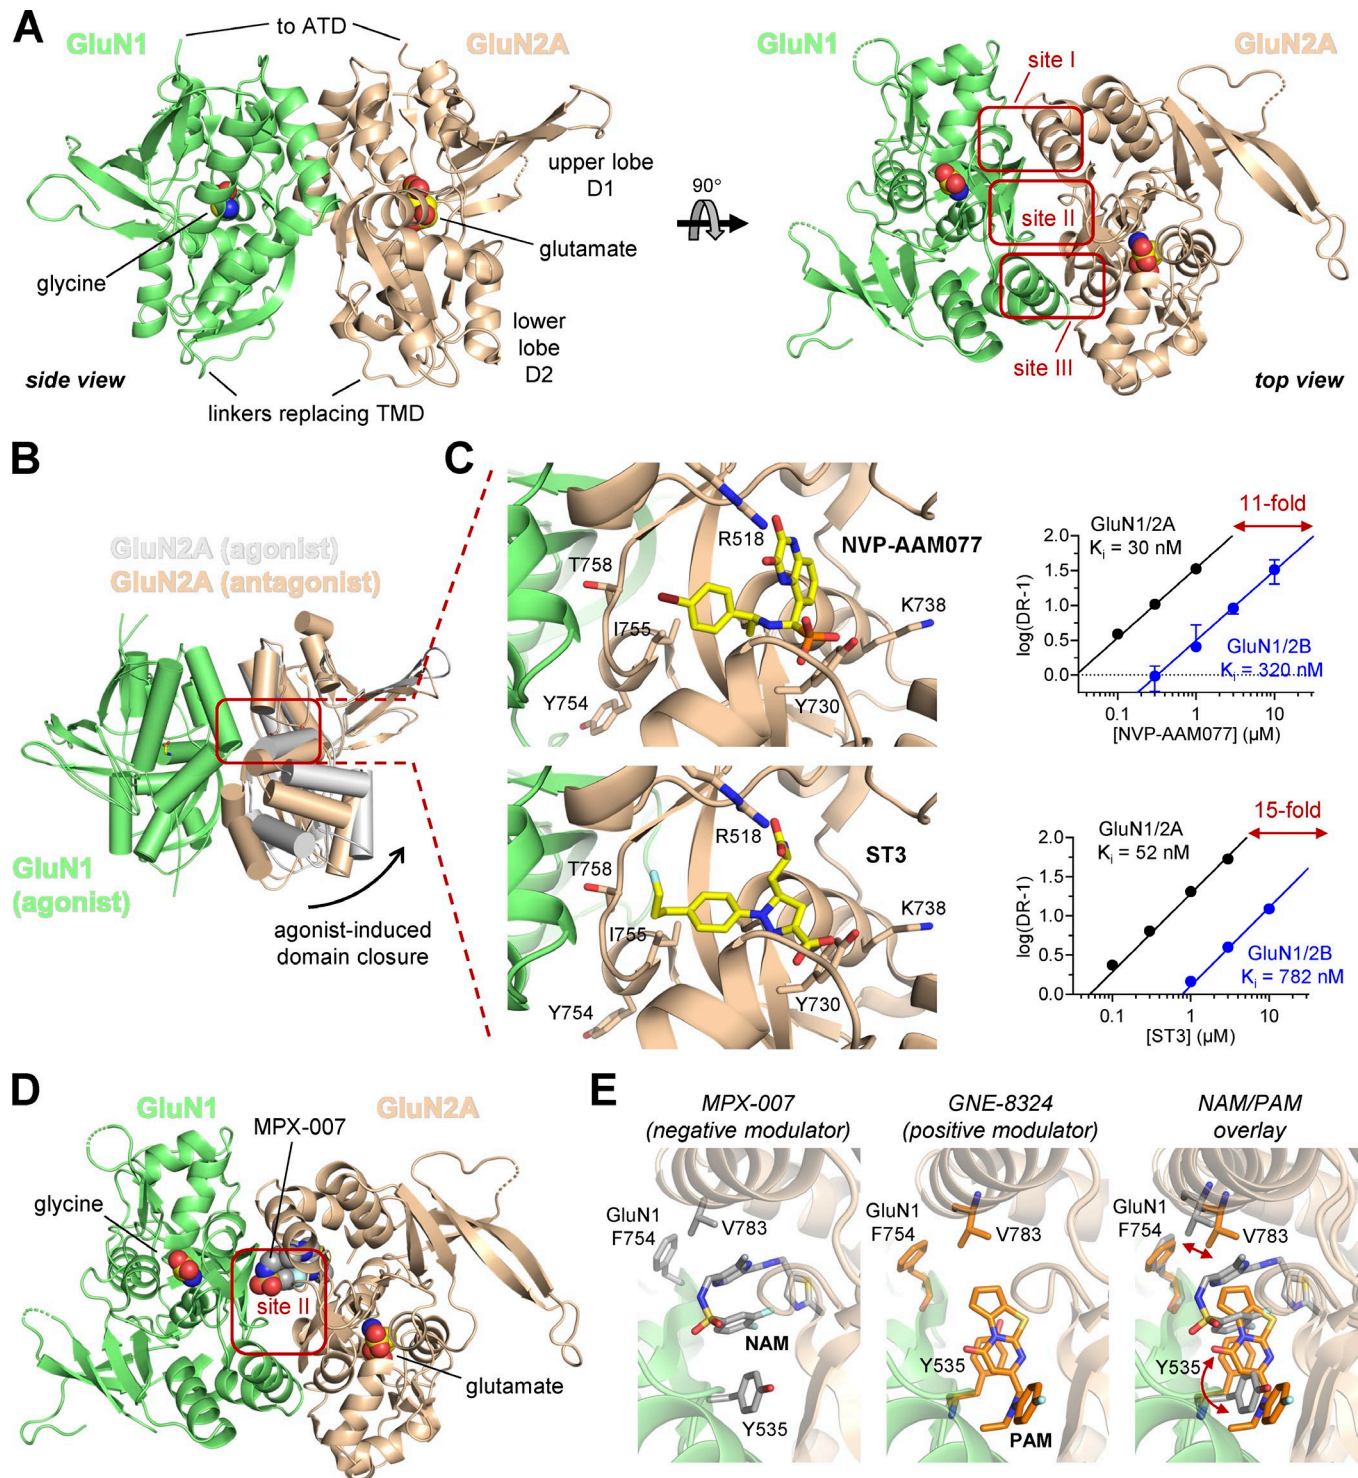 A
GluN1
to ATD
GluN2A
upper lobe
D1
glycine
glutamate
lower
lobe
D2
side view
linkers replacing TMD
90°
GluN1
GluN2A
site I
site II
site III
top view
B
GluN2A (agonist)
GluN2A (antagonist)
GluN1
(agonist)
agonist-induced
domain closure
C
R518
NVP-AAM077
T758
K738
I755
Y754
Y730
11-fold
GluN1/2A
Ki = 30 nM
2.0
1.5
1.0
0.5
0.0
log(DR-1)
GluN1/2B
Ki = 320 nM
0.1
1
10
[NVP-AAM077] (µM)
R518
ST3
T758
K738
I755
Y754
Y730
15-fold
GluN1/2A
Ki = 52 nM
2.0
1.5
1.0
0.5
0.0
log(DR-1)
GluN1/2B
Ki = 782 nM
0.1
1
10
[ST3] (µM)
D
GluN1
GluN2A
MPX-007
glycine
site II
glutamate
E
MPX-007
(negative modulator)
GluN1
F754
V783
NAM
Y535
GNE-8324
(positive modulator)
GluN1
F754
V783
Y535
PAM
NAM/PAM
overlay
GluN1
F754
V783
Y535